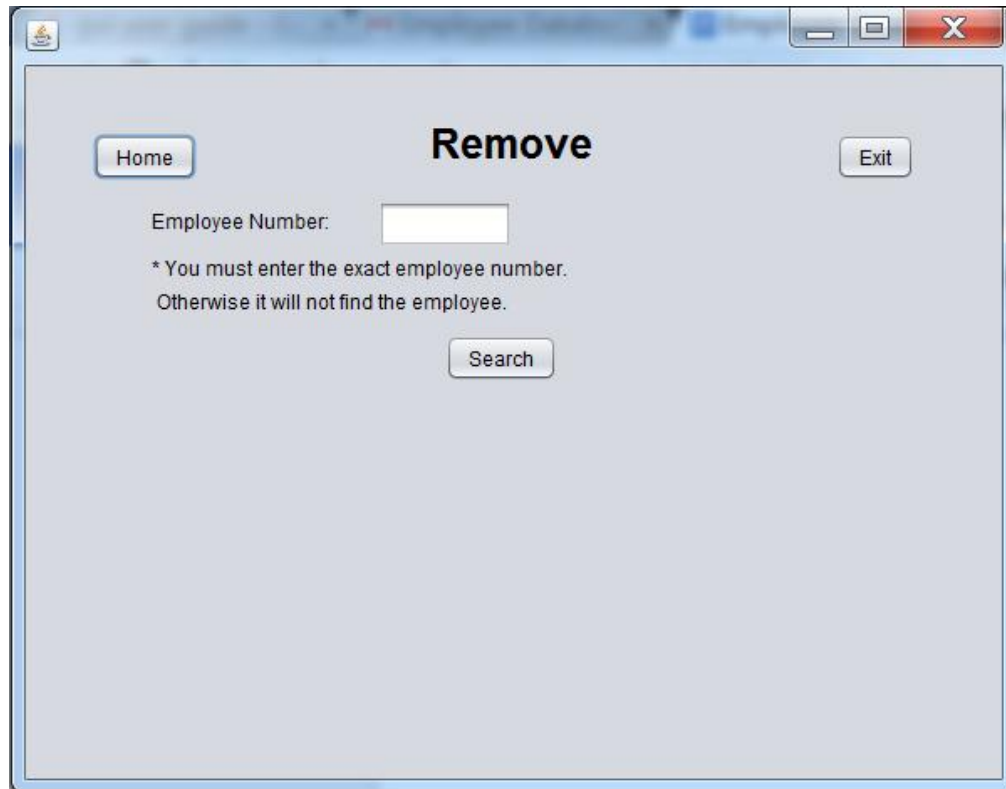 Remove
Home
Exit
Employee Number:
* You must enter the exact employee number.
Otherwise it will not find the employee.
Search